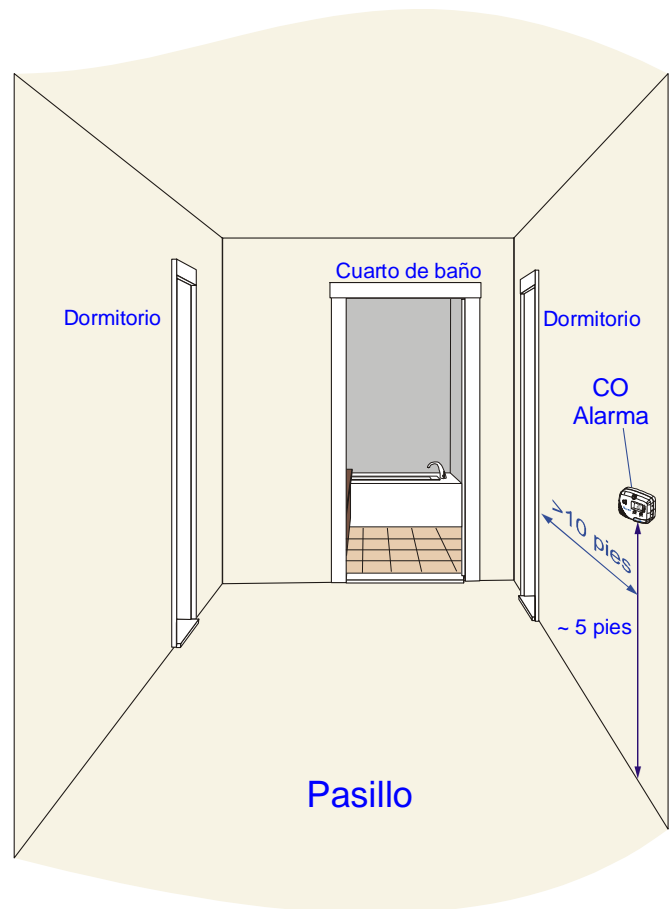 Cuarto de baño
Dormitorio
Dormitorio
CO
Alarma
>10 pies
~ 5 pies
Pasillo